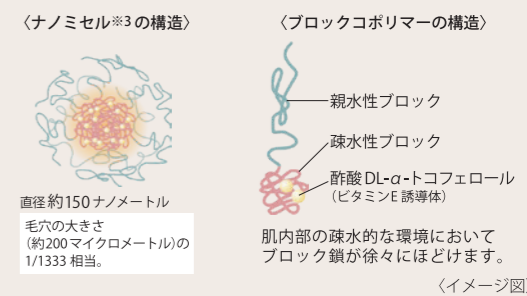 〈ナノミセル※3の構造〉
直径 約150ナノメートル
毛穴の大きさ
（約200マイクロメートル）の
1/1333 相当。
〈ブロックコポリマーの構造〉
親水性ブロック
疎水性ブロック
酢酸 DL-α-トコフェロール
（ビタミンE 誘導体）
肌内部の疎水的な環境において
ブロック鎖が徐々にほどけます。
〈イメージ図